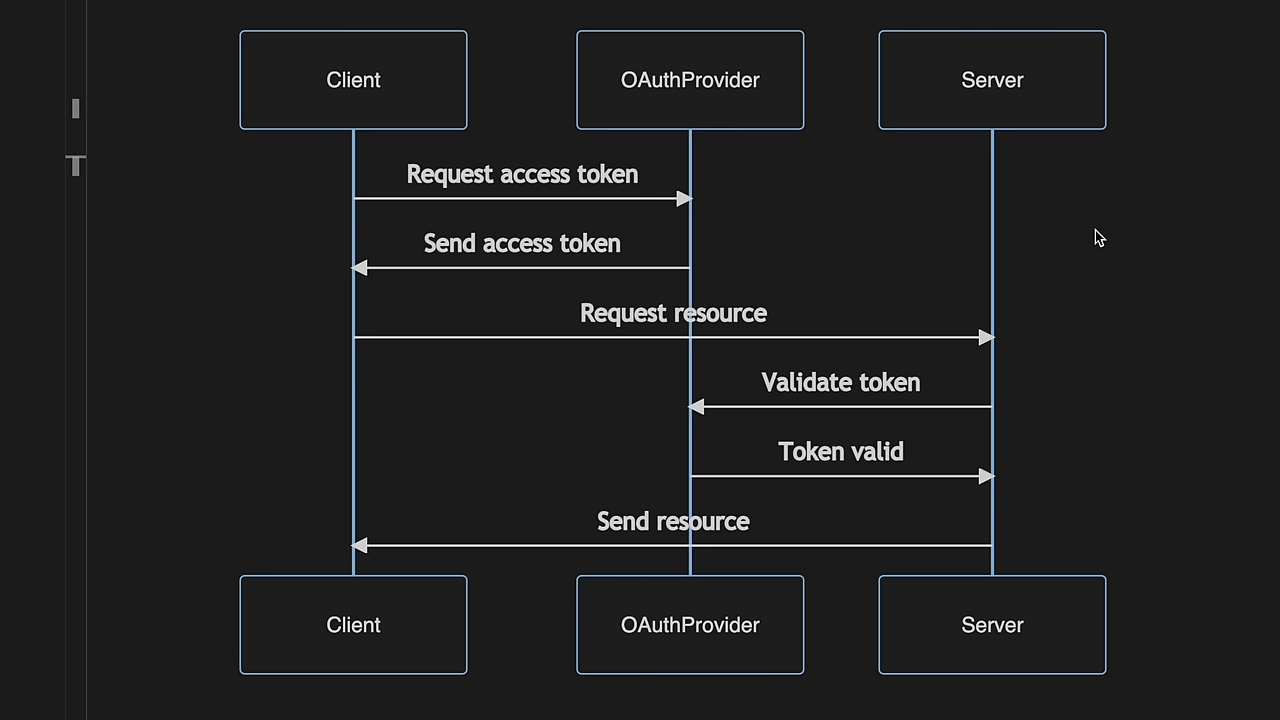 Client
OAuthProvider
Server
Request access token
Send access token
Request resource
Validate token
Token valid
Send resource
Client
OAuthProvider
Server